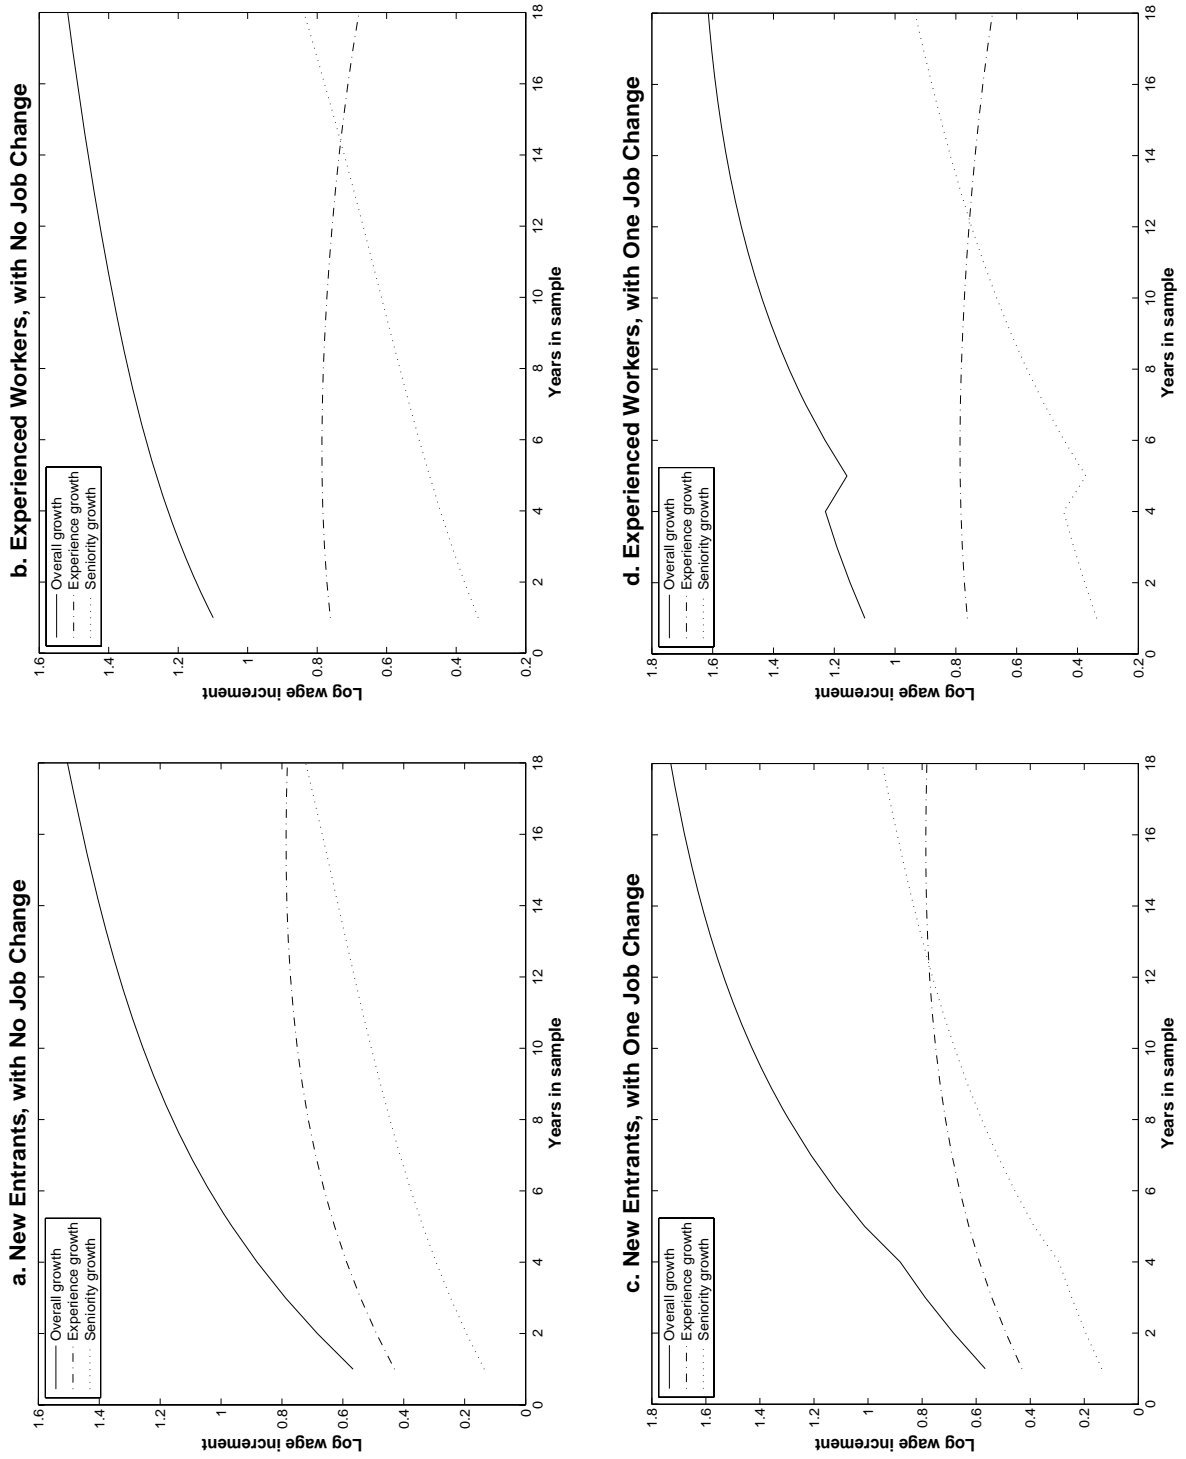 a. New Entrants, with No Job Change
1.6
1.4
1.2
1
0.8
0.6
0.4
0.2
0
Log wage increment
Overall growth
Experience growth
Seniority growth
0 2 4 6 8 10 12 14 16 18
Years in sample
b. Experienced Workers, with No Job Change
1.6
1.4
1.2
1
0.8
0.6
0.4
0.2
Log wage increment
Overall growth
Experience growth
Seniority growth
0 2 4 6 8 10 12 14 16 18
Years in sample
c. New Entrants, with One Job Change
1.8
1.6
1.4
1.2
1
0.8
0.6
0.4
0.2
0
Log wage increment
Overall growth
Experience growth
Seniority growth
0 2 4 6 8 10 12 14 16 18
Years in sample
d. Experienced Workers, with One Job Change
1.8
1.6
1.4
1.2
1
0.8
0.6
0.4
0.2
Log wage increment
Overall growth
Experience growth
Seniority growth
0 2 4 6 8 10 12 14 16 18
Years in sample